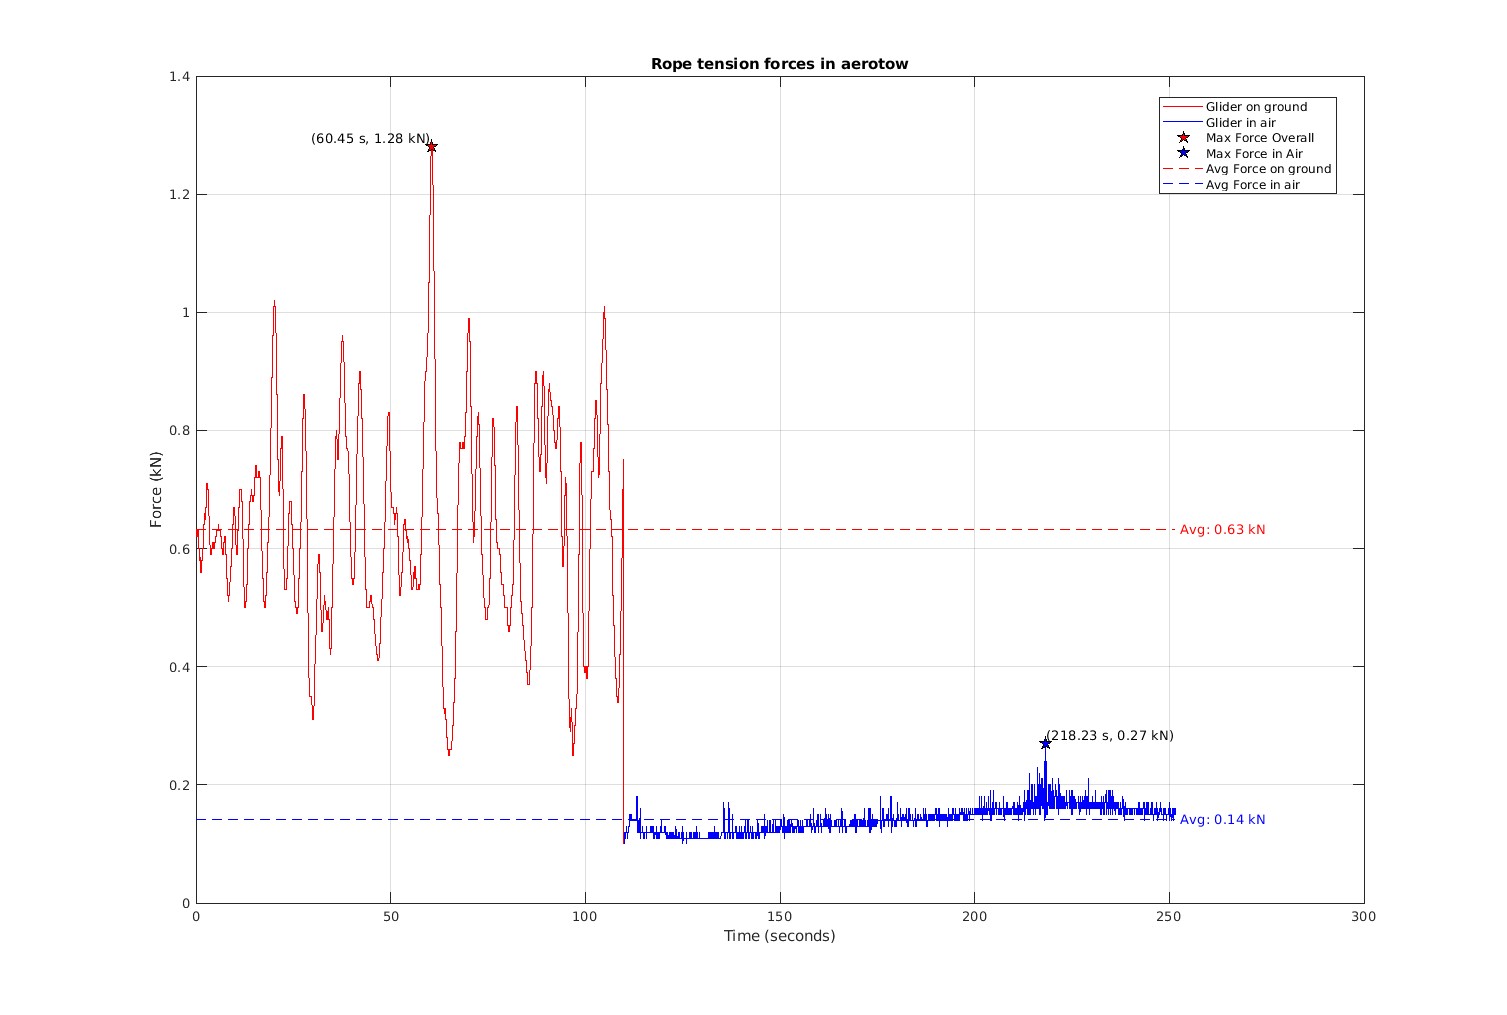 Rope tension forces in aerotow
1.4
1.2
1
0.8
0.6
0.4
0.2
0
Force (kN)
(60.45 s, 1.28 kN)
Glider on ground
Glider in air
Max Force Overall
Max Force in Air
Avg Force on ground
Avg Force in air
Avg: 0.63 kN
(218.23 s, 0.27 kN)
Avg: 0.14 kN
0 50 100 150 200 250 300
Time (seconds)